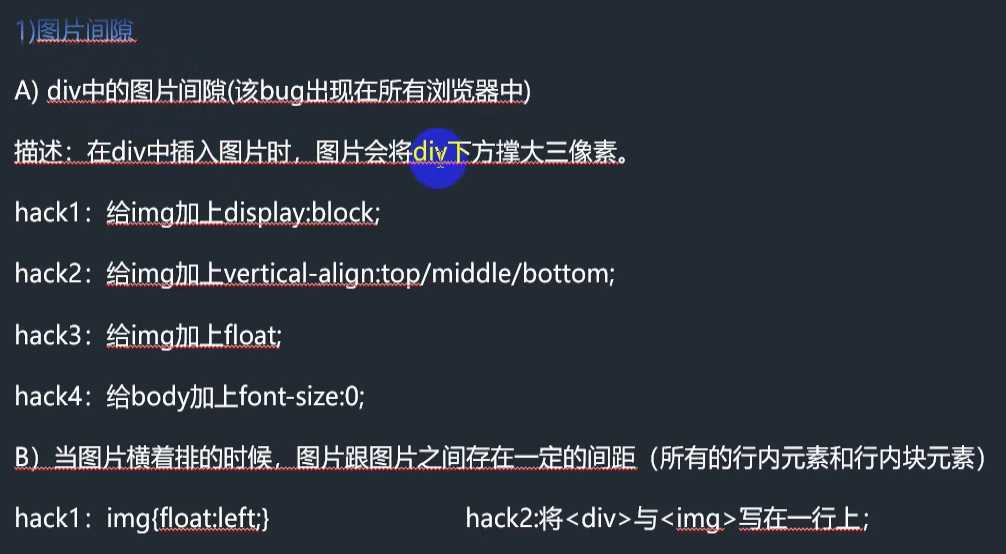 1)图片间隙
A) div中的图片间隙(该bug出现在所有浏览器中)
描述：在div中插入图片时，图片会将div下方撑大三像素。
hack1：给img加上display:block;
hack2：给img加上vertical-align:top/middle/bottom;
hack3：给img加上float;
hack4：给body加上font-size:0;
B）当图片横着排的时候，图片跟图片之间存在一定的间距（所有的行内元素和行内块元素）
hack1：img{float:left;} hack2:将<div>与<img>写在一行上；